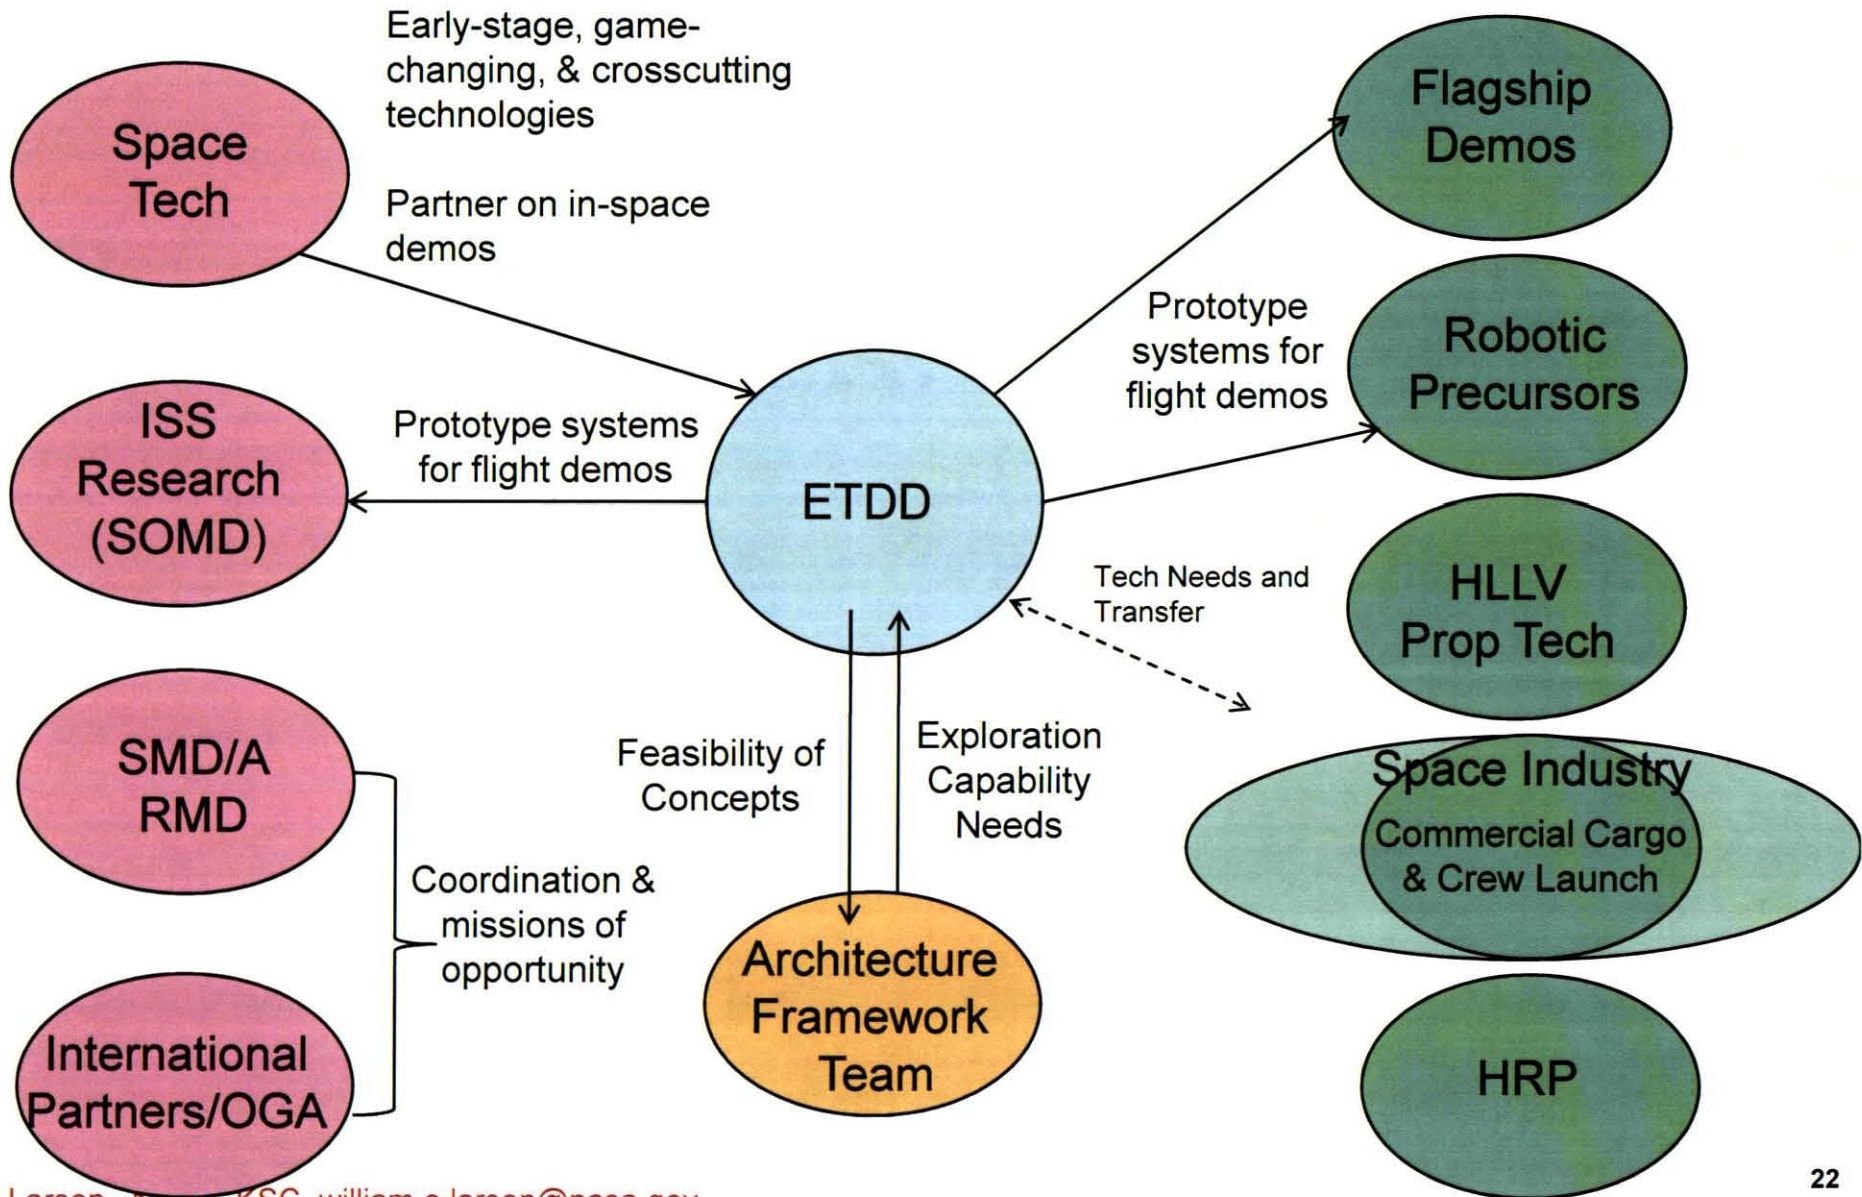 Early-stage, game-
changing, & crosscutting
technologies
Space
Tech
Partner on in-space
demos
Flagship
Demos
Prototype
systems for
flight demos
Robotic
Precursors
ISS
Research
(SOMD)
Prototype systems
for flight demos
ETDD
Tech Needs and
Transfer
HLLV
Prop Tech
SMD/A
RMD
Feasibility of
Concepts
Exploration
Capability
Needs
Space Industry
Commercial Cargo
& Crew Launch
Coordination &
missions of
opportunity
Architecture
Framework
Team
International
Partners/OGA
HRP
22